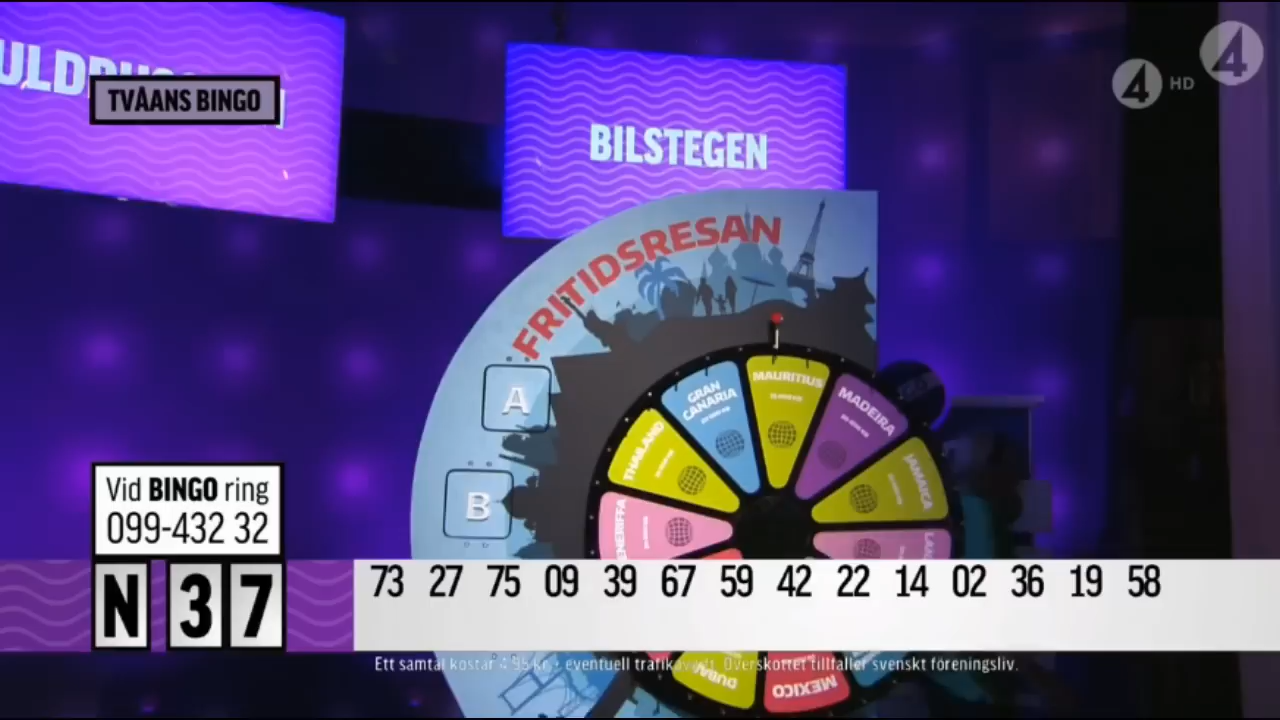 TVÅANS BINGO
4 HD
4
BILSTEGEN
FRITIDSRESAN
A
B
THAILAND
GRAN
CANARIA
MAURITIUS
MADEIRA
JAMAICA
ENERIFFA
DUBAI
MEXICO
Vid BINGO ring
099-432 32
N 37
73 27 75 09 39 67 59 42 22 14 02 36 19 58
Ett samtal kostar 4.95 kr + eventuell trafikavgift. Överskottet tillfaller svenskt föreningsliv.